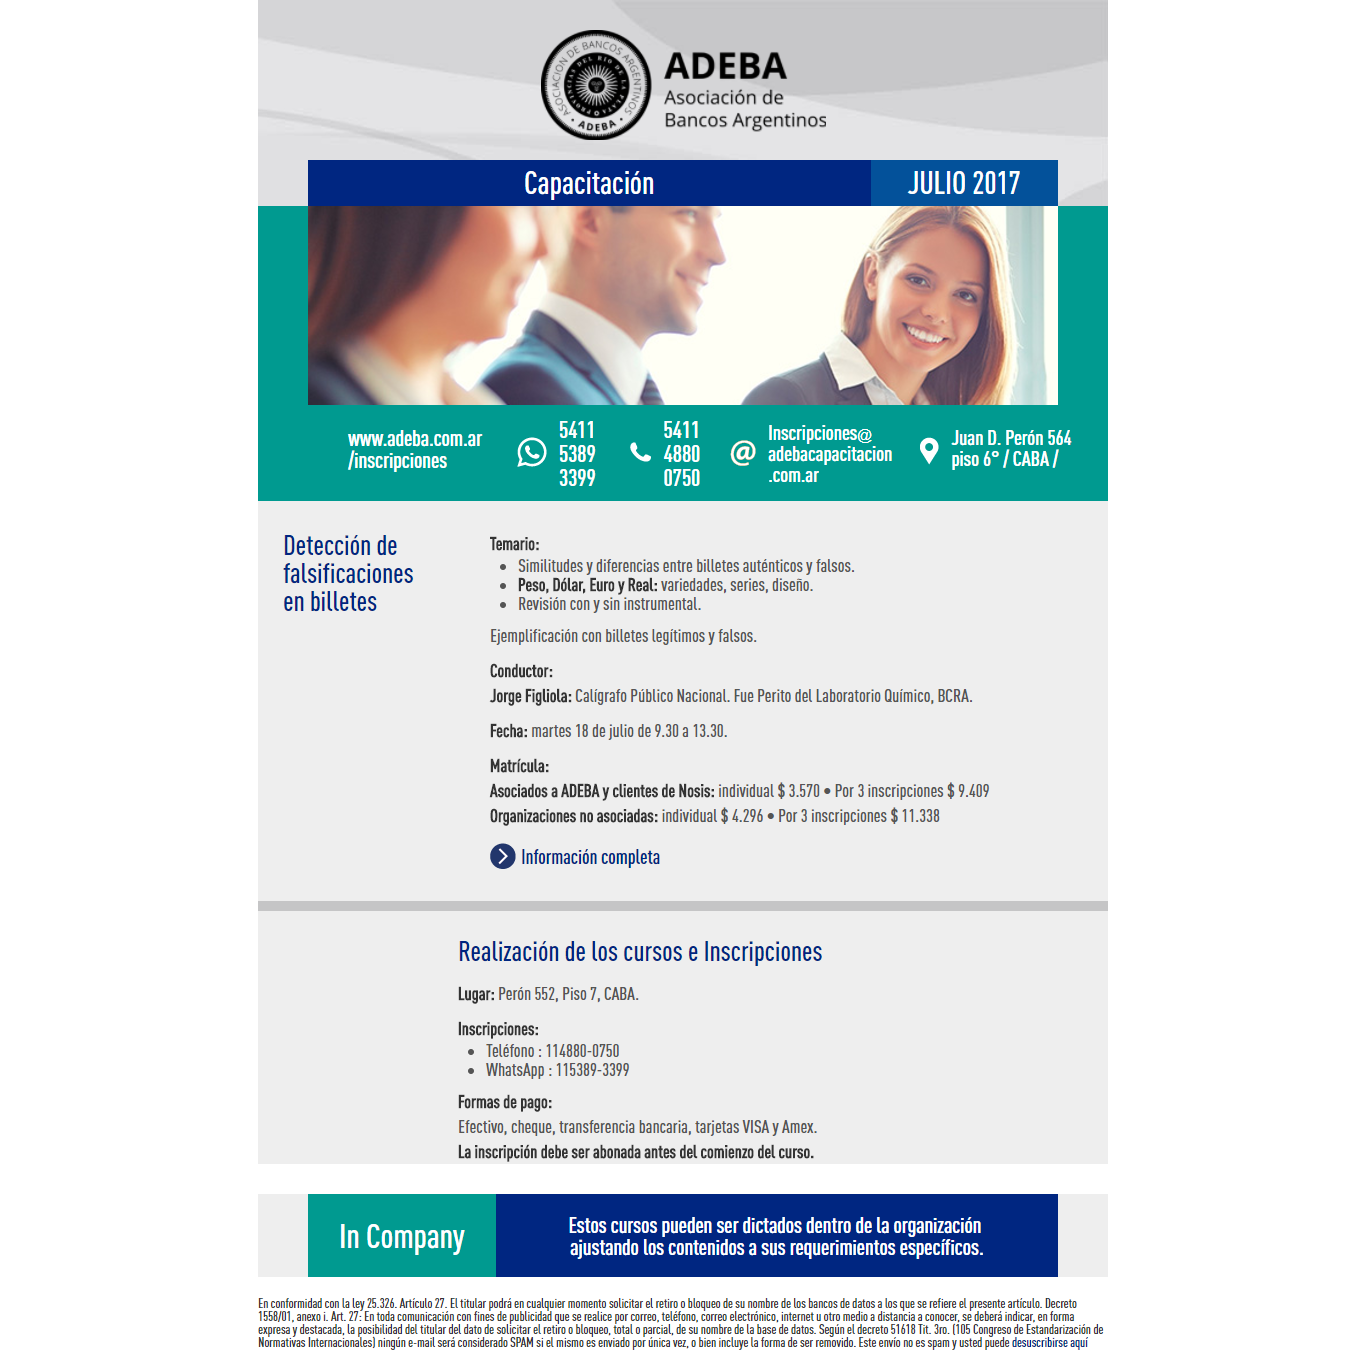 ASOCIACION DE BANCOS ARGENTINOS
PROVINCIAS DEL RIO DE LA PLATA
• ADEBA •
ADEBA
Asociación de
Bancos Argentinos
Capacitación
JULIO 2017
www.adeba.com.ar
/inscripciones
5411
5389
3399
5411
4880
0750
@
Inscripciones@
adebacapacitacion
.com.ar
Juan D. Perón 564
piso 6° / CABA /
Detección de
falsificaciones
en billetes
Temario:
• Similitudes y diferencias entre billetes auténticos y falsos.
• Peso, Dólar, Euro y Real: variedades, series, diseño.
• Revisión con y sin instrumental.
Ejemplificación con billetes legítimos y falsos.
Conductor:
Jorge Figliola: Calígrafo Público Nacional. Fue Perito del Laboratorio Químico, BCRA.
Fecha: martes 18 de julio de 9.30 a 13.30.
Matrícula:
Asociados a ADEBA y clientes de Nosis: individual $ 3.570 • Por 3 inscripciones $ 9.409
Organizaciones no asociadas: individual $ 4.296 • Por 3 inscripciones $ 11.338
Información completa
Realización de los cursos e Inscripciones
Lugar: Perón 552, Piso 7, CABA.
Inscripciones:
• Teléfono : 114880-0750
• WhatsApp : 115389-3399
Formas de pago:
Efectivo, cheque, transferencia bancaria, tarjetas VISA y Amex.
La inscripción debe ser abonada antes del comienzo del curso.
In Company
Estos cursos pueden ser dictados dentro de la organización
ajustando los contenidos a sus requerimientos específicos.
En conformidad con la ley 25.326. Artículo 27. El titular podrá en cualquier momento solicitar el retiro o bloqueo de su nombre de los bancos de datos a los que se refiere el presente artículo. Decreto
1558/01, anexo i. Art. 27: En toda comunicación con fines de publicidad que se realice por correo, teléfono, correo electrónico, internet u otro medio a distancia a conocer, se deberá indicar, en forma
expresa y destacada, la posibilidad del titular del dato de solicitar el retiro o bloqueo, total o parcial, de su nombre de la base de datos. Según el decreto 51618 Tit. 3ro. (105 Congreso de Estandarización de
Normativas Internacionales) ningún e-mail será considerado SPAM si el mismo es enviado por única vez, o bien incluye la forma de ser removido. Este envío no es spam y usted puede desuscribirse aquí